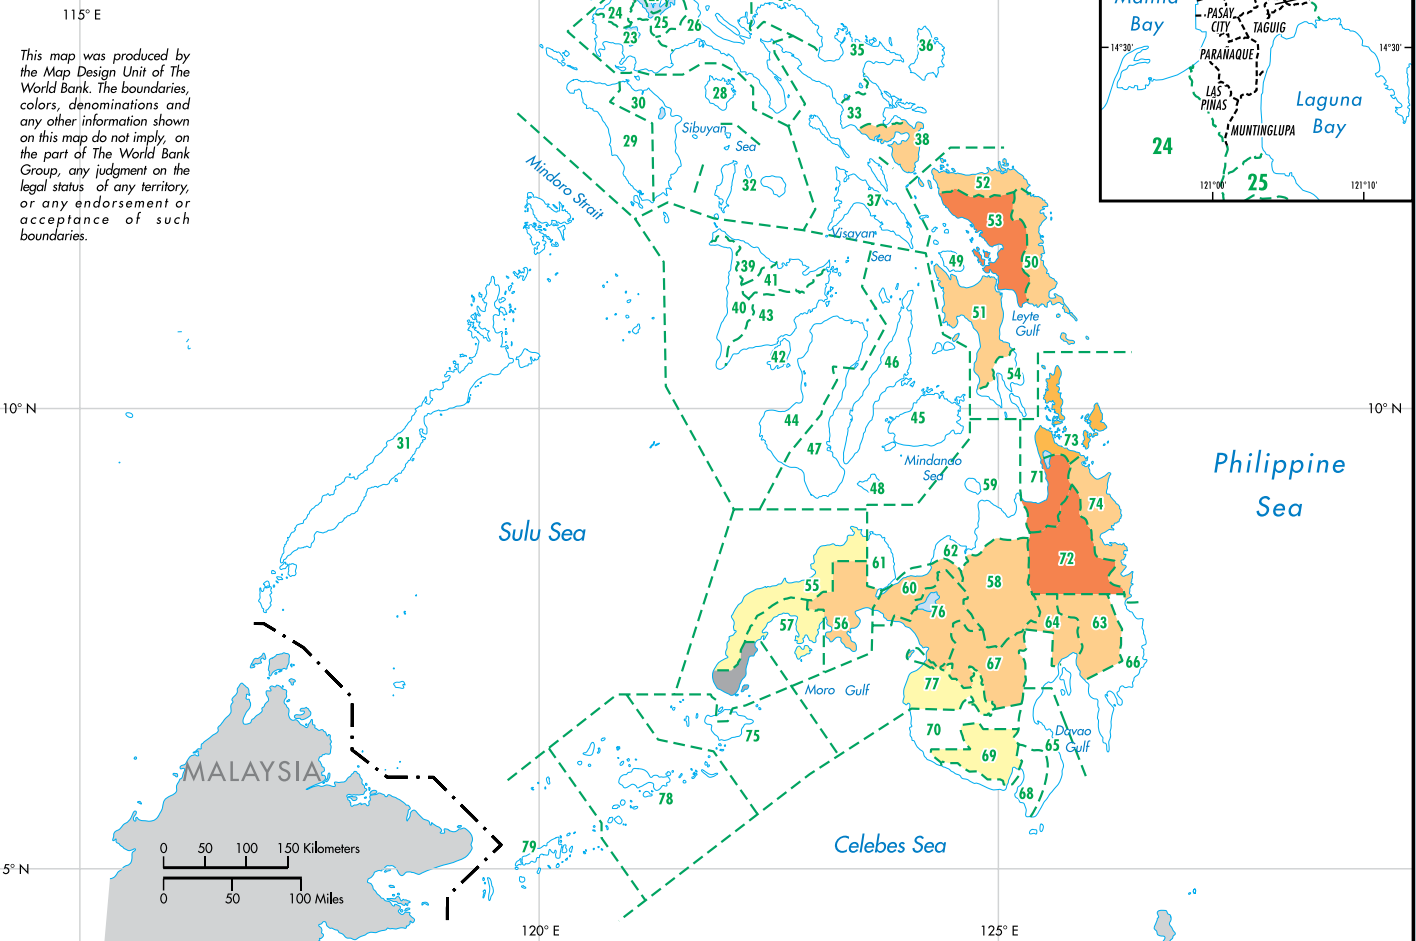 115° E
This map was produced by
the Map Design Unit of The
World Bank. The boundaries,
colors, denominations and
any other information shown
on this map do not imply, on
the part of The World Bank
Group, any judgment on the
legal status of any territory,
or any endorsement or
acceptance of such
boundaries.
24
25
26
23
35
36
30
28
33
29
Sibuyan
Sea
38
Mindoro Strait
32
37
52
53
Visayan
Sea
49
50
39
41
40
43
51
Leyte
Gulf
42
46
54
10° N
10° N
31
44
45
47
73
Mindanao
Sea
71
48
59
74
Philippine
Sea
Sulu Sea
62
61
72
55
60
58
76
57
56
64
63
67
66
77
Moro Gulf
75
70
Davao
Gulf
65
69
68
78
MALAYSIA
79
Celebes Sea
0 50 100 150 Kilometers
0 50 100 Miles
5° N
120° E
125° E
Manila
Bay
PASAY
CITY
TAGUIG
14°30'
14°30'
PARAÑAQUE
LAS
PIÑAS
Laguna
Bay
MUNTINGLUPA
24
25
121°00'
121°10'